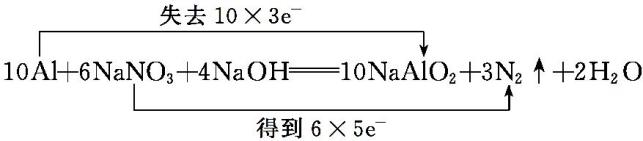 失去 10×3e⁻
10Al+6NaNO₃+4NaOH══10NaAlO₂+3N₂↑+2H₂O
得到 6×5e⁻